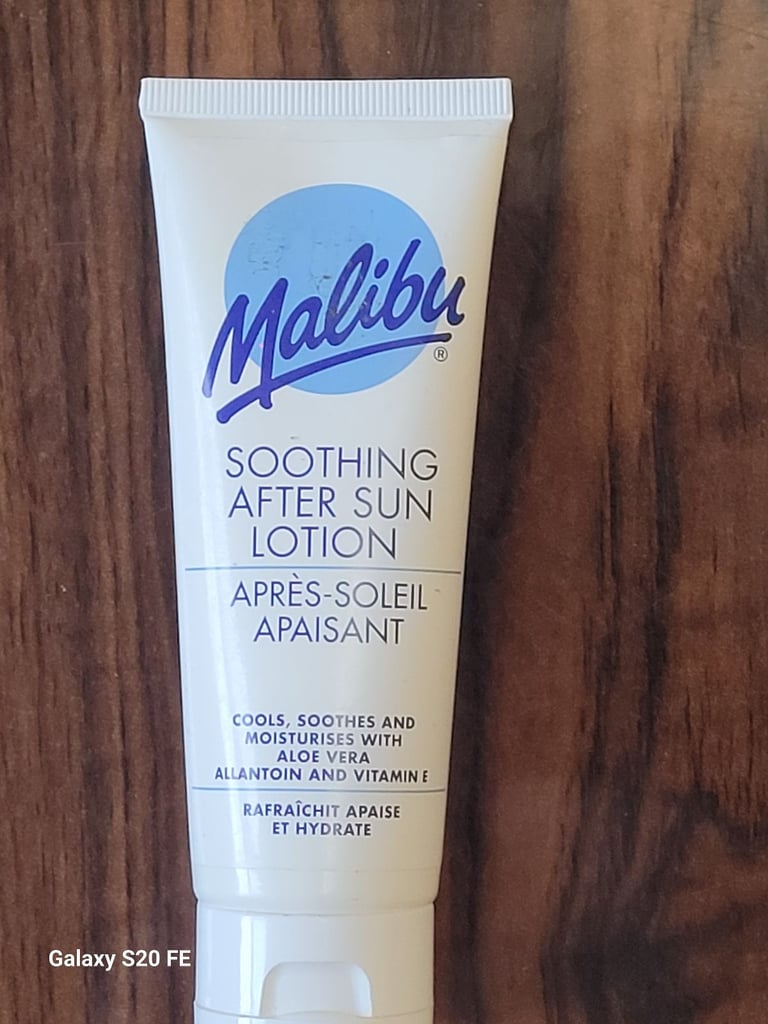 Malibu
®
SOOTHING
AFTER SUN
LOTION
APRÈS-SOLEIL
APAISANT
COOLS, SOOTHES AND
MOISTURISES WITH
ALOE VERA
ALLANTOIN AND VITAMIN E
RAFRAÎCHIT APAISE
ET HYDRATE
Galaxy S20 FE